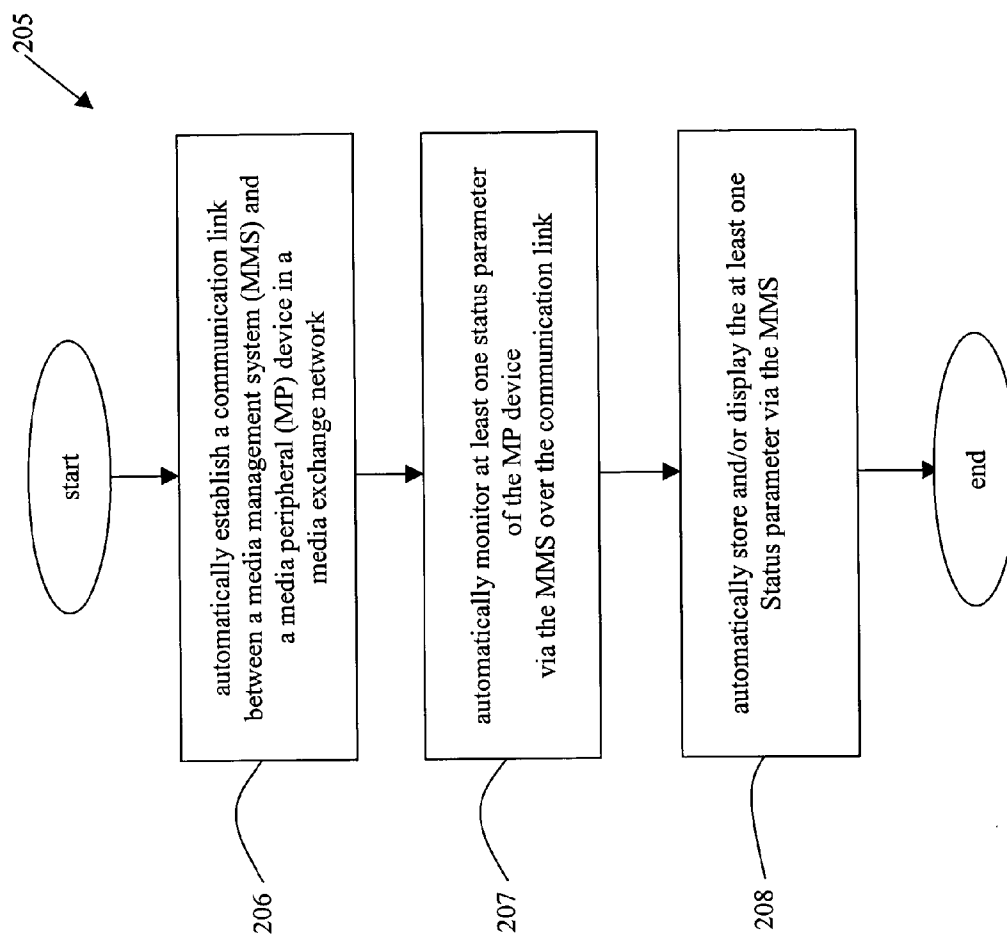 205
start
automatically establish a communication link
between a media management system (MMS) and
a media peripheral (MP) device in a
media exchange network
206
automatically monitor at least one status parameter
of the MP device
via the MMS over the communication link
207
automatically store and/or display the at least one
Status parameter via the MMS
208
end